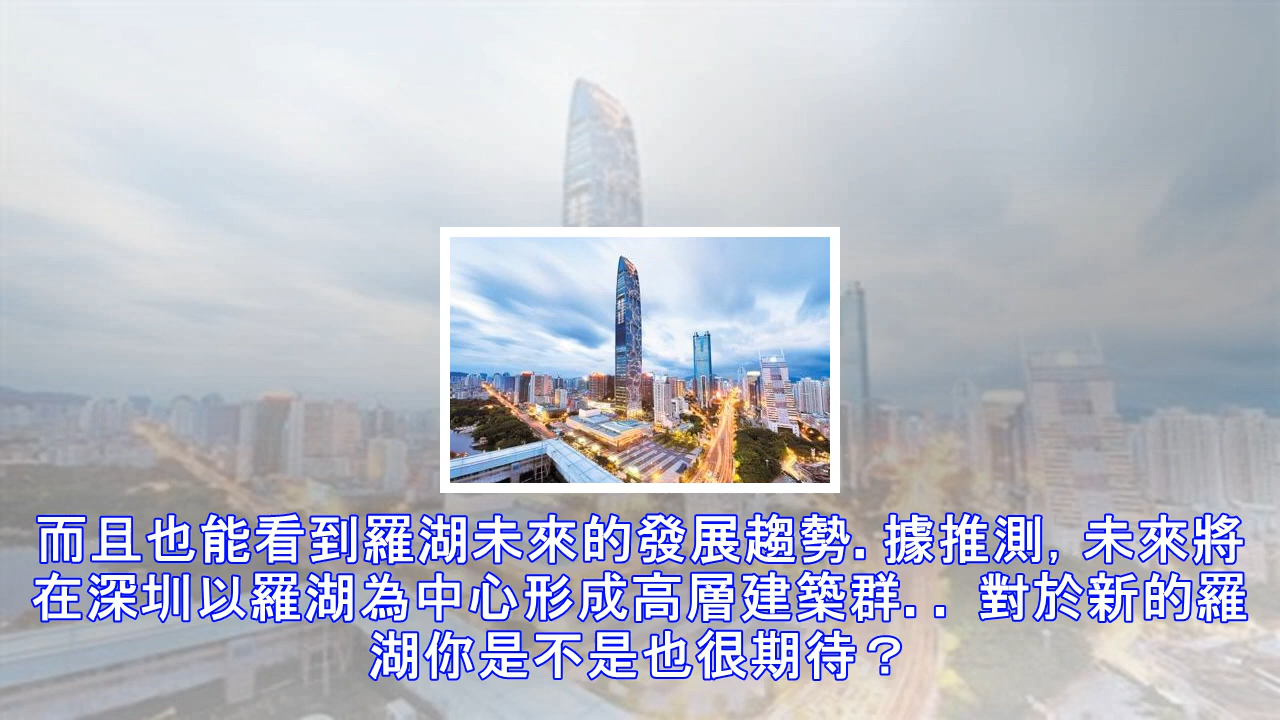 而且也能看到羅湖未來的發展趨勢.據推測,未來將
在深圳以羅湖為中心形成高層建築群.. 對於新的羅
湖你是不是也很期待？